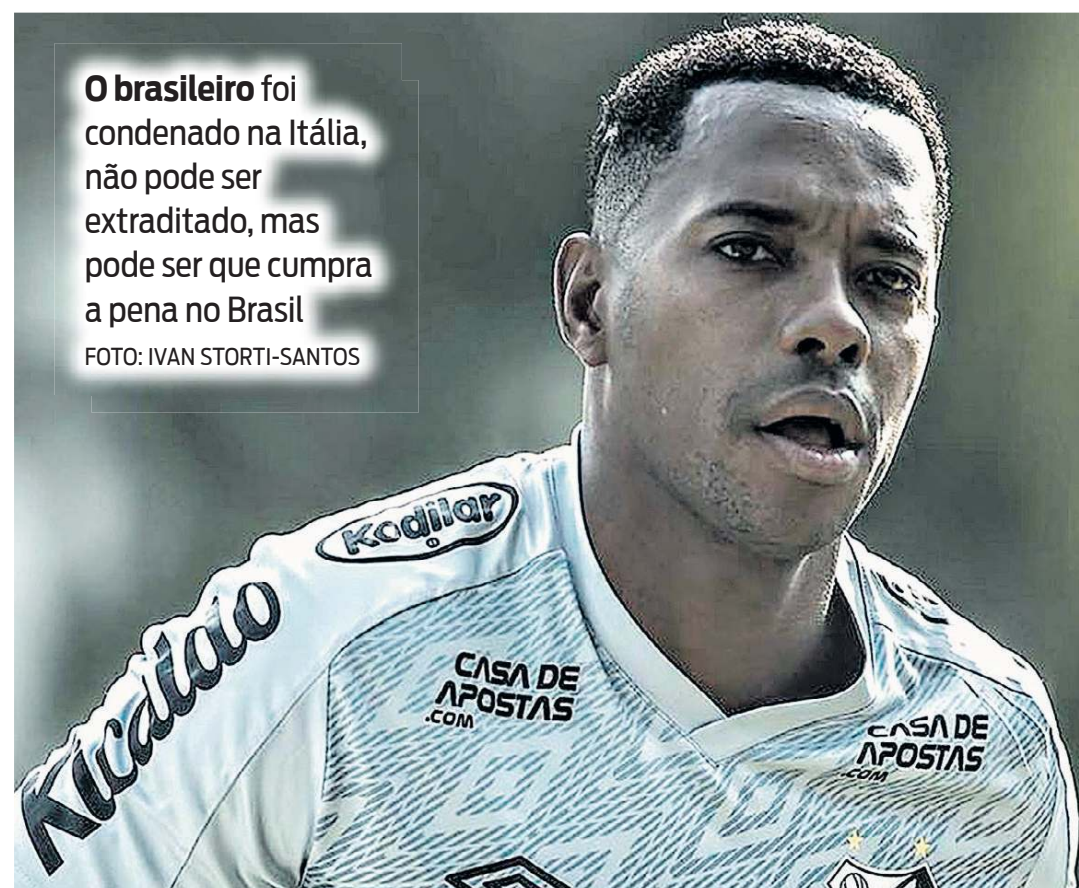 O brasileiro foi
condenado na Itália,
não pode ser
extraditado, mas
pode ser que cumpra
a pena no Brasil
FOTO: IVAN STORTI-SANTOS
Kodilar
Kicaldo
CASA DE
APOSTAS
.COM
CASA DE
APOSTAS
.COM